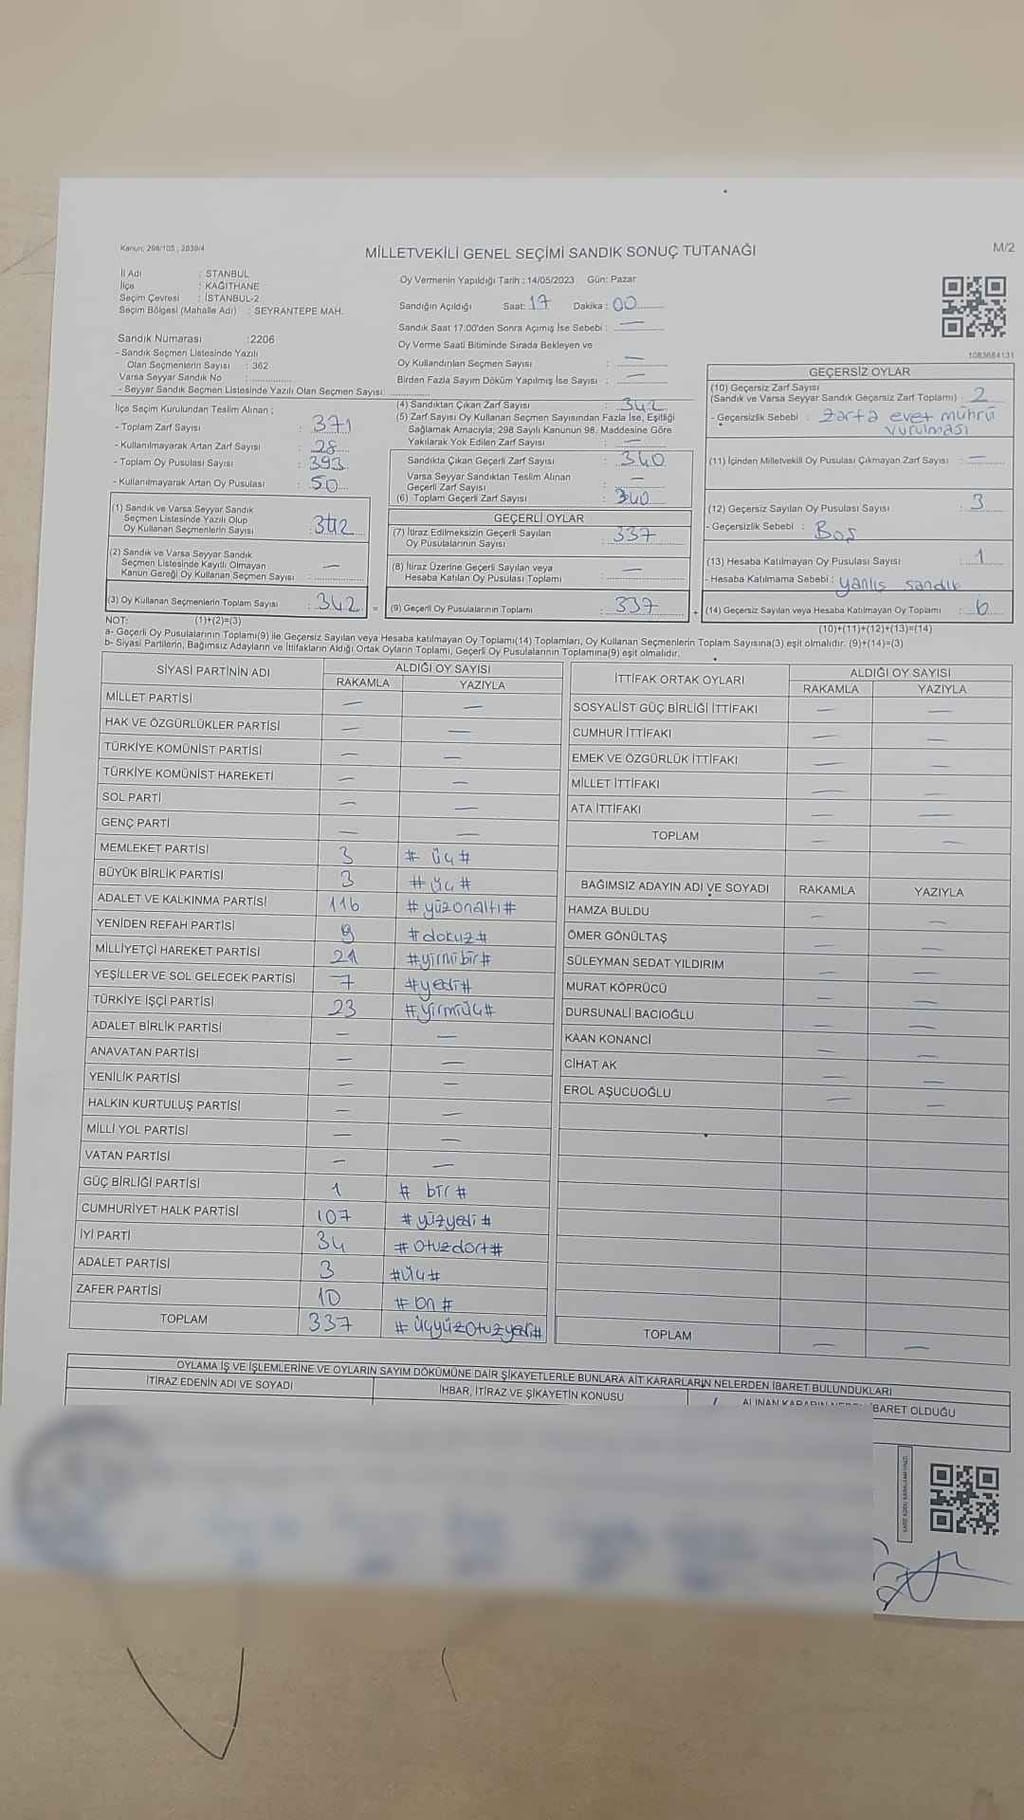 Kanun; 298/105 ; 2839/4
MİLLETVEKİLİ GENEL SEÇİMİ SANDIK SONUÇ TUTANAĞI
M/2
İl Adı : STANBUL
İlçe : KAĞITHANE
Seçim Çevresi : İSTANBUL-2
Seçim Bölgesi (Mahalle Adı) : SEYRANTEPE MAH.
Oy Vermenin Yapıldığı Tarih : 14/05/2023 Gün: Pazar
Sandığın Açıldığı Saat: 17 Dakika : 00
Sandık Saat 17.00'den Sonra Açımış İse Sebebi : —
Oy Verme Saati Bitiminde Sırada Bekleyen ve
Oy Kullandırılan Seçmen Sayısı : —
Birden Fazla Sayım Döküm Yapılmış İse Sayısı : —
1083684131
Sandık Numarası :2206
- Sandık Seçmen Listesinde Yazılı
Olan Seçmenlerin Sayısı : 362
Varsa Seyyar Sandık No :
- Seyyar Sandık Seçmen Listesinde Yazılı Olan Seçmen Sayısı
İlçe Seçim Kurulundan Teslim Alınan ;
- Toplam Zarf Sayısı : 371
- Kullanılmayarak Artan Zarf Sayısı : 28
- Toplam Oy Pusulası Sayısı : 393
- Kullanılmayarak Artan Oy Pusulası : 50
(1) Sandık ve Varsa Seyyar Sandık
Seçmen Listesinde Yazılı Olup
Oy Kullanan Seçmenlerin Sayısı : 342
(2) Sandık ve Varsa Seyyar Sandık
Seçmen Listesinde Kayıtlı Olmayan
Kanun Gereği Oy Kullanan Seçmen Sayısı : —
(3) Oy Kullanan Seçmenlerin Toplam Sayısı : 342 =
(4) Sandıktan Çıkan Zarf Sayısı : 342
(5) Zarf Sayısı Oy Kullanan Seçmen Sayısından Fazla İse, Eşitliği
Sağlamak Amacıyla; 298 Sayılı Kanunun 98. Maddesine Göre
Yakılarak Yok Edilen Zarf Sayısı : —
Sandıkta Çıkan Geçerli Zarf Sayısı : 340
Varsa Seyyar Sandıktan Teslim Alınan
Geçerli Zarf Sayısı : —
(6) Toplam Geçerli Zarf Sayısı : 340
GEÇERLİ OYLAR
(7) İtiraz Edilmeksizin Geçerli Sayılan
Oy Pusulalarının Sayısı : 337
(8) İtiraz Üzerine Geçerli Sayılan veya
Hesaba Katılan Oy Pusulası Toplamı : —
(9) Geçerli Oy Pusulalarının Toplamı : 337 +
GEÇERSİZ OYLAR
(10) Geçersiz Zarf Sayısı
(Sandık ve Varsa Seyyar Sandık Geçersiz Zarf Toplamı) : 2
- Geçersizlik Sebebi : zarfa evet mührü
vurulması
(11) İçinden Milletvekili Oy Pusulası Çıkmayan Zarf Sayısı : —
(12) Geçersiz Sayılan Oy Pusulası Sayısı : 3
- Geçersizlik Sebebi : Boş
(13) Hesaba Katılmayan Oy Pusulası Sayısı : 1
- Hesaba Katılmama Sebebi : yanlış sandık
(14) Geçersiz Sayılan veya Hesaba Katılmayan Oy Toplamı : 6
NOT: (1)+(2)=(3)
(10)+(11)+(12)+(13)=(14)
a- Geçerli Oy Pusulalarının Toplamı(9) ile Geçersiz Sayılan veya Hesaba katılmayan Oy Toplamı(14) Toplamları, Oy Kullanan Seçmenlerin Toplam Sayısına(3) eşit olmalıdır. (9)+(14)=(3)
b- Siyasi Partilerin, Bağımsız Adayların ve İttifakların Aldığı Ortak Oyların Toplamı, Geçerli Oy Pusulalarının Toplamına(9) eşit olmalıdır.
SİYASİ PARTİNİN ADI ALDIĞI OY SAYISI
RAKAMLA YAZIYLA
MİLLET PARTİSİ — —
HAK VE ÖZGÜRLÜKLER PARTİSİ — —
TÜRKİYE KOMÜNİST PARTİSİ — —
TÜRKİYE KOMÜNİST HAREKETİ — —
SOL PARTİ — —
GENÇ PARTİ — —
MEMLEKET PARTİSİ 3 # üç #
BÜYÜK BİRLİK PARTİSİ 3 # üç #
ADALET VE KALKINMA PARTİSİ 116 # yüzonaltı #
YENİDEN REFAH PARTİSİ 9 # dokuz #
MİLLİYETÇİ HAREKET PARTİSİ 21 # yirmibir #
YEŞİLLER VE SOL GELECEK PARTİSİ 7 # yedi #
TÜRKİYE İŞÇİ PARTİSİ 23 # yirmiüç #
ADALET BİRLİK PARTİSİ — —
ANAVATAN PARTİSİ — —
YENİLİK PARTİSİ — —
HALKIN KURTULUŞ PARTİSİ — —
MİLLİ YOL PARTİSİ — —
VATAN PARTİSİ — —
GÜÇ BİRLİĞİ PARTİSİ 1 # bir #
CUMHURİYET HALK PARTİSİ 107 # yüzyedi #
İYİ PARTİ 34 # otuzdört #
ADALET PARTİSİ 3 # üç #
ZAFER PARTİSİ 10 # on #
TOPLAM 337 # üçyüzotuzyedi #
İTTİFAK ORTAK OYLARI ALDIĞI OY SAYISI
RAKAMLA YAZIYLA
SOSYALİST GÜÇ BİRLİĞİ İTTİFAKI — —
CUMHUR İTTİFAKI — —
EMEK VE ÖZGÜRLÜK İTTİFAKI — —
MİLLET İTTİFAKI — —
ATA İTTİFAKI — —
TOPLAM — —
BAĞIMSIZ ADAYIN ADI VE SOYADI RAKAMLA YAZIYLA
HAMZA BULDU — —
ÖMER GÖNÜLTAŞ — —
SÜLEYMAN SEDAT YILDIRIM — —
MURAT KÖPRÜCÜ — —
DURSUNALİ BACIOĞLU — —
KAAN KONANCİ — —
CİHAT AK — —
EROL AŞUCUOĞLU — —
TOPLAM — —
OYLAMA İŞ VE İŞLEMLERİNE VE OYLARIN SAYIM DÖKÜMÜNE DAİR ŞİKAYETLERLE BUNLARA AİT KARARLARIN NELERDEN İBARET BULUNDUKLARI
İTİRAZ EDENİN ADI VE SOYADI İHBAR, İTİRAZ VE ŞİKAYETİN KONUSU ALINAN KARARIN NEDEN İBARET OLDUĞU